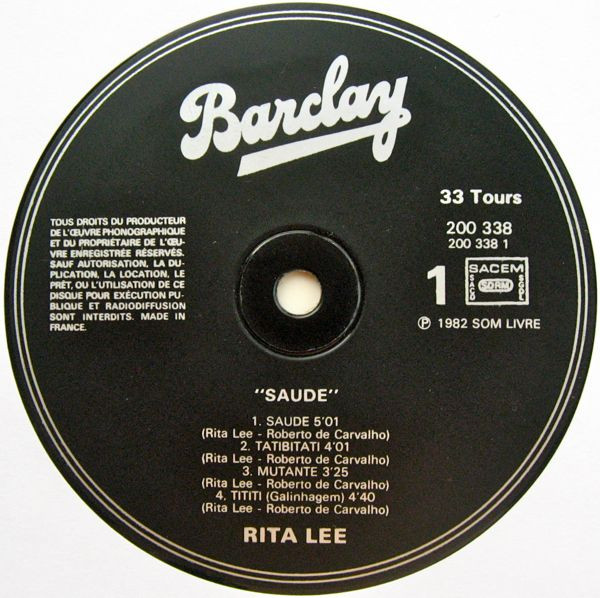 Barclay
33 Tours
200 338
200 338 1
TOUS DROITS DU PRODUCTEUR
DE L'ŒUVRE PHONOGRAPHIQUE
ET DU PROPRIÉTAIRE DE L'ŒU-
VRE ENREGISTRÉE RÉSERVÉS.
SAUF AUTORISATION, LA DU-
PLICATION, LA LOCATION, LE
PRÊT, OU L'UTILISATION DE CE
DISQUE POUR EXÉCUTION PU-
BLIQUE ET RADIODIFFUSION
SONT INTERDITS. MADE IN
FRANCE.
1
SACEM
SACD
SDRM
SGDL
Ⓟ 1982 SOM LIVRE
"SAUDE"
1. SAUDE 5'01
(Rita Lee - Roberto de Carvalho)
2. TATIBITATI 4'01
(Rita Lee - Roberto de Carvalho)
3. MUTANTE 3'25
(Rita Lee - Roberto de Carvalho)
4. TITITI (Galinhagem) 4'40
(Rita Lee - Roberto de Carvalho)
RITA LEE